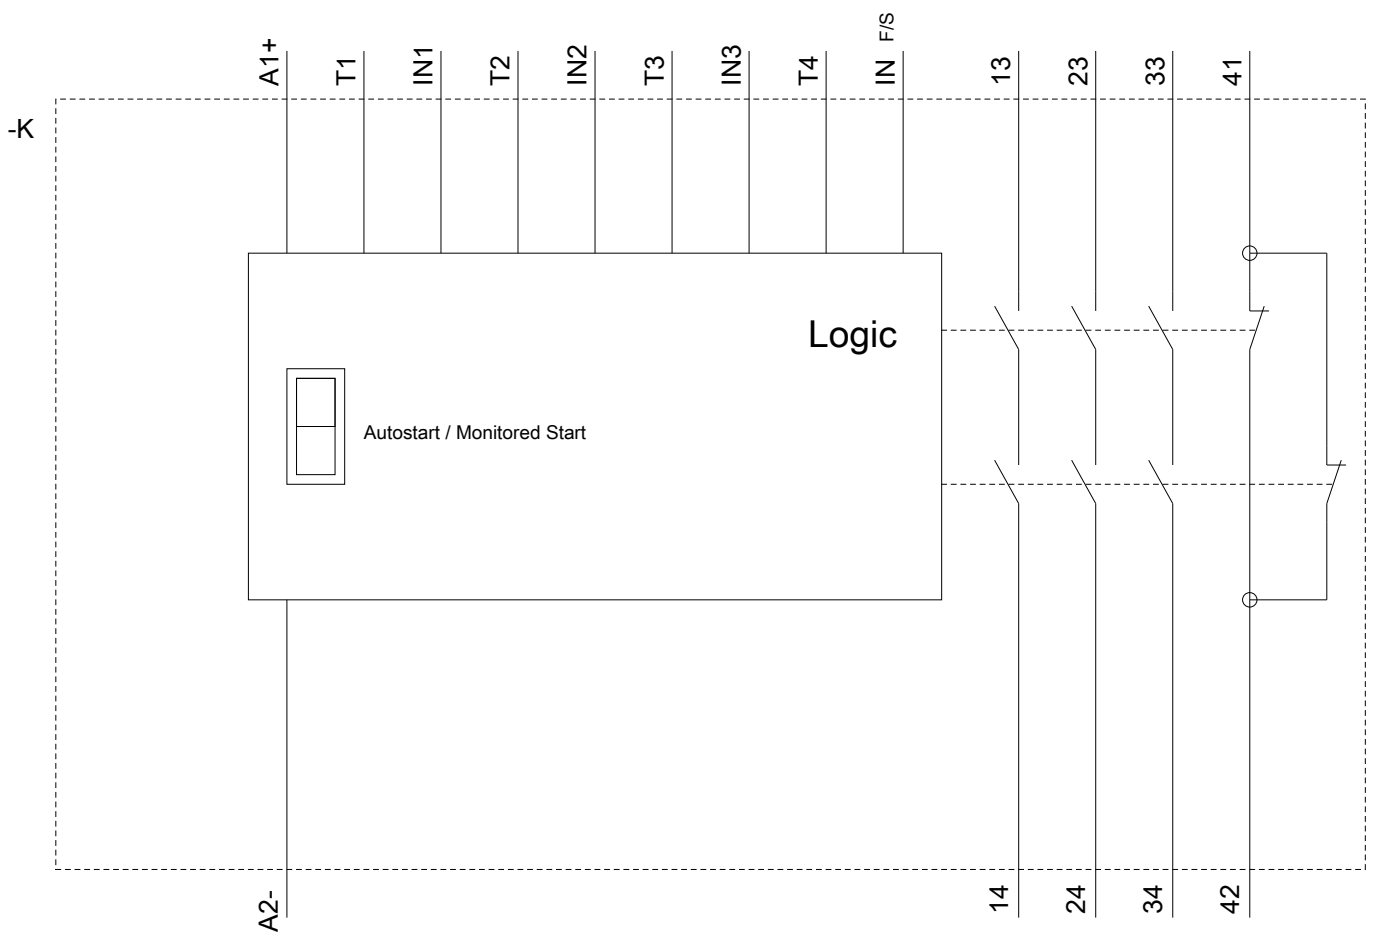 A1+
T1
IN1
T2
IN2
T3
IN3
T4
IN F/S
13
23
33
41
-K
Logic
Autostart / Monitored Start
A2-
14
24
34
42